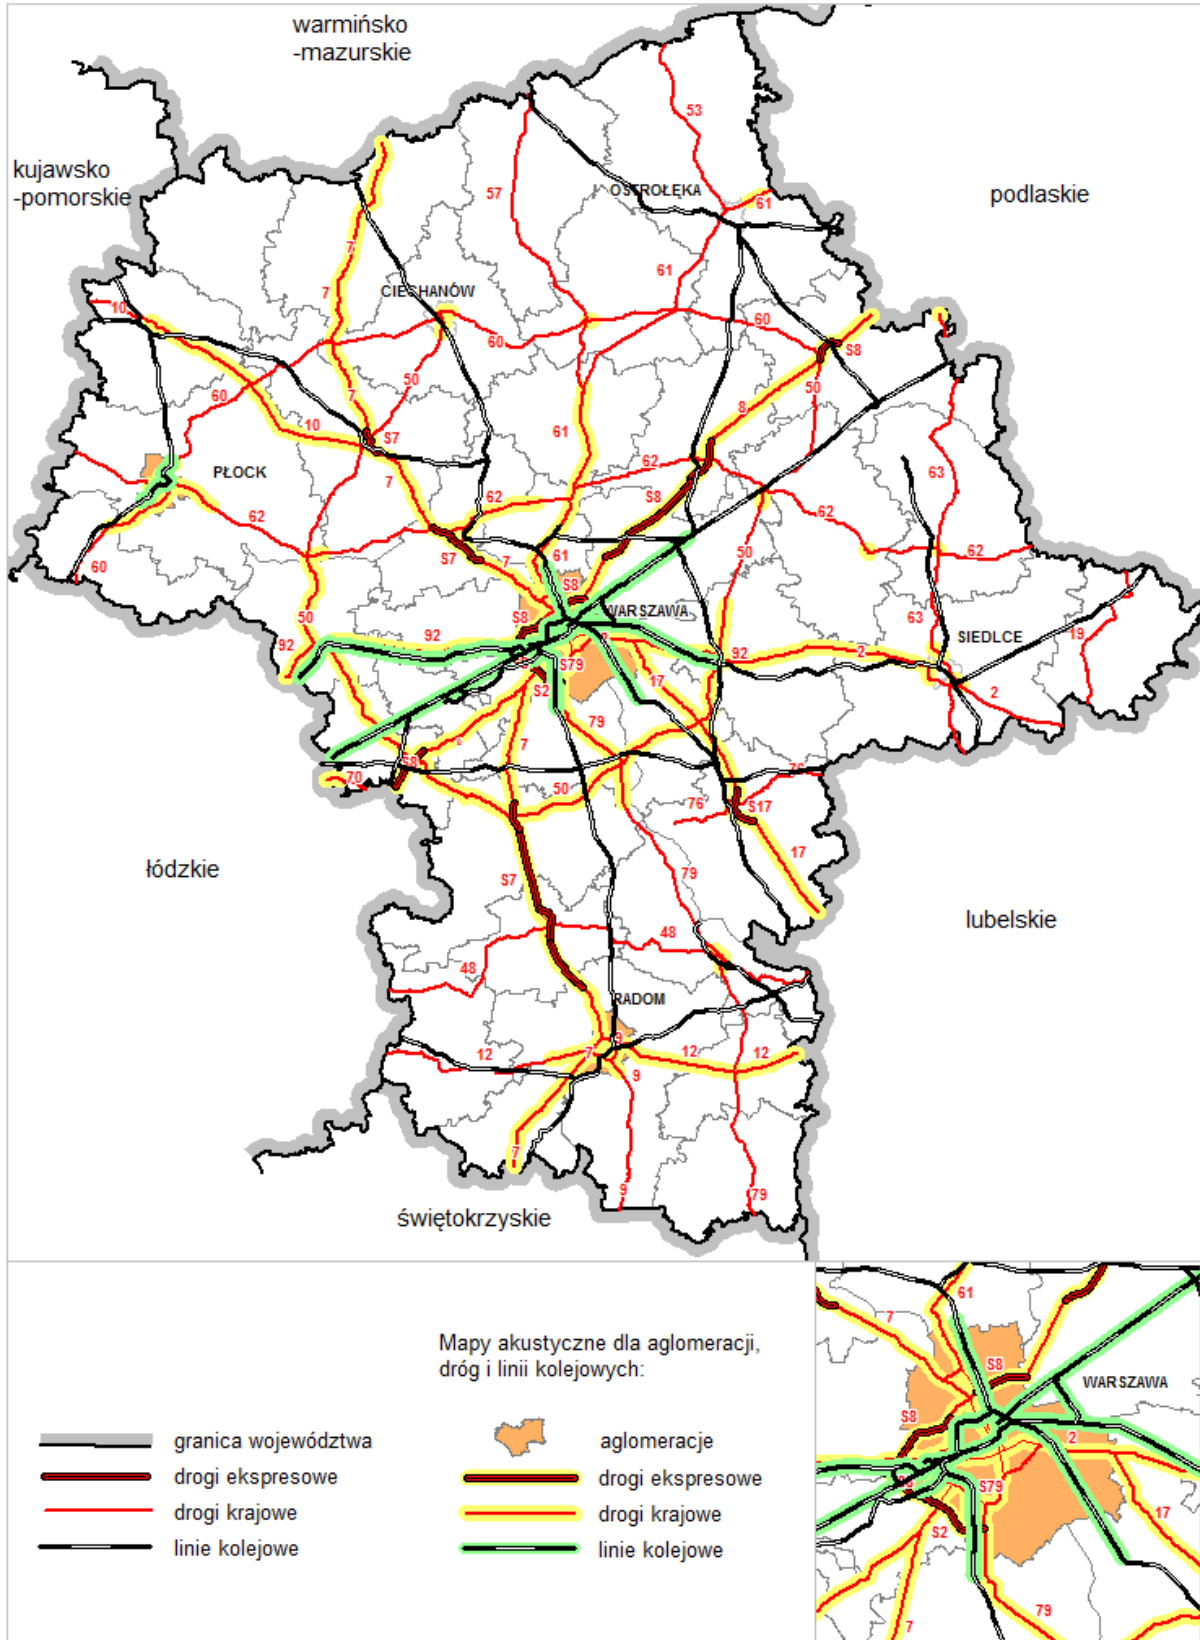 warmińsko
-mazurskie
kujawsko
-pomorskie
podlaskie
53
57
OSTROŁĘKA
61
7
61
CIECHANÓW
7
10
60
60
S8
50
50
7
8
60
10
S7
61
62
63
PŁOCK
7
S8
62
62
62
S7
7
61
50
62
60
S8
WARSZAWA
50
S8
63
SIEDLCE
19
92
92
2
92
2
S79
17
S2
2
79
7
S8
70
50
76
76
S17
17
79
łódzkie
S7
lubelskie
48
48
RADOM
9
12
7
12
12
9
7
9
79
świętokrzyskie
Mapy akustyczne dla aglomeracji,
dróg i linii kolejowych:
granica województwa
aglomeracje
drogi ekspresowe
drogi ekspresowe
drogi krajowe
drogi krajowe
linie kolejowe
linie kolejowe
61
7
S8
WARSZAWA
S8
2
S79
17
S2
79
7